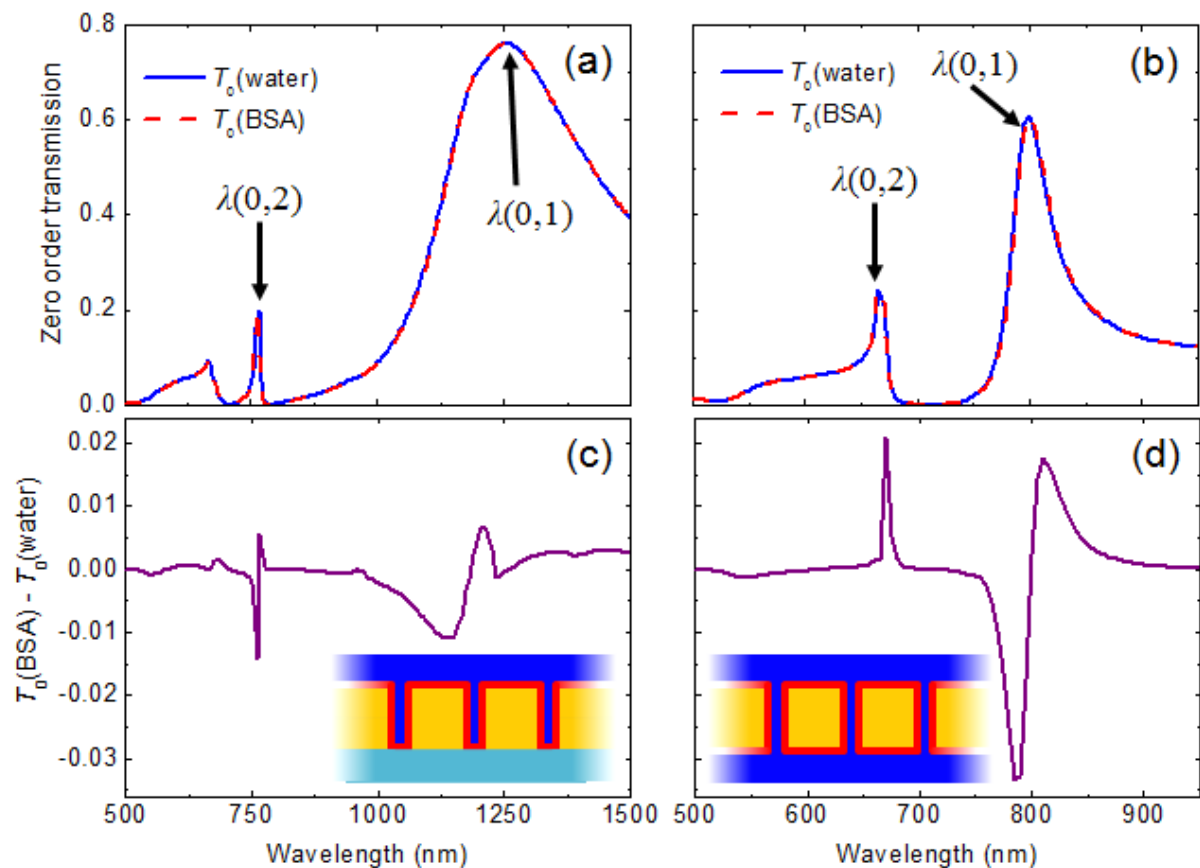 0.8
0.6
0.4
0.2
0.0
Zero order transmission
T₀(water)
T₀(BSA)
(a)
λ(0,2)
λ(0,1)
T₀(water)
T₀(BSA)
(b)
λ(0,1)
λ(0,2)
0.02
0.01
0.00
-0.01
-0.02
-0.03
T₀(BSA) - T₀(water)
(c)
(d)
500 750 1000 1250 1500
Wavelength (nm)
500 600 700 800 900
Wavelength (nm)